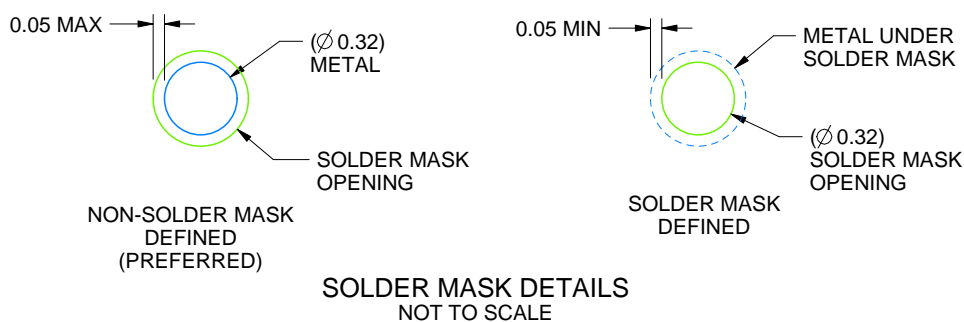 0.05 MAX
(∅ 0.32)
METAL
SOLDER MASK
OPENING
NON-SOLDER MASK
DEFINED
(PREFERRED)
0.05 MIN
METAL UNDER
SOLDER MASK
(∅ 0.32)
SOLDER MASK
OPENING
SOLDER MASK
DEFINED
SOLDER MASK DETAILS
NOT TO SCALE